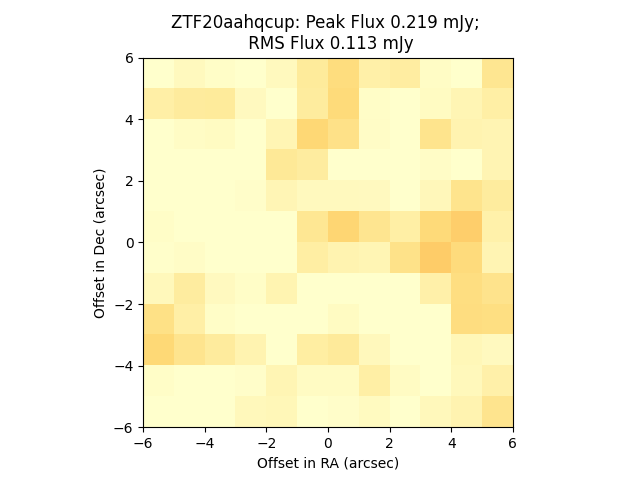 ZTF20aahqcup: Peak Flux 0.219 mJy;
RMS Flux 0.113 mJy
6
4
2
0
−2
−4
−6
Offset in Dec (arcsec)
−6 −4 −2 0 2 4 6
Offset in RA (arcsec)